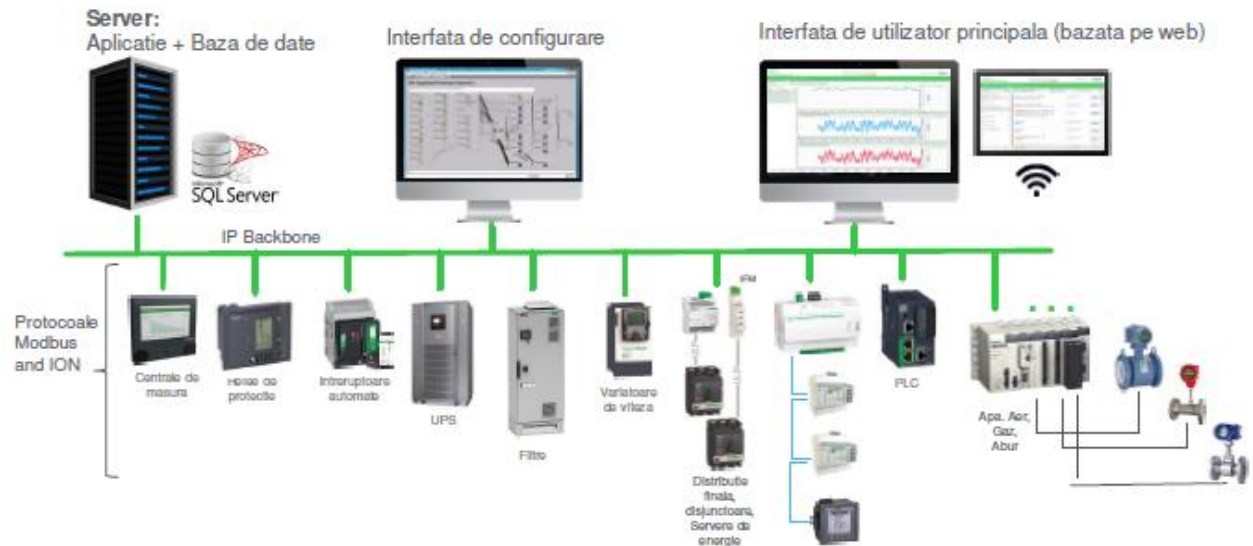 Server:
Aplicatie + Baza de date
Interfata de configurare
Interfata de utilizator principala (bazata pe web)
Microsoft
SQL Server
IP Backbone
IFM
Protocoale
Modbus
and ION
Centrale de
masura
Relee de
protectie
Intreruptoare
automate
UPS
Filtre
Variatoare
de viteza
Distributie
finala,
disjunctoare,
Servere de
energie
PLC
Apa, Aer,
Gaz,
Abur